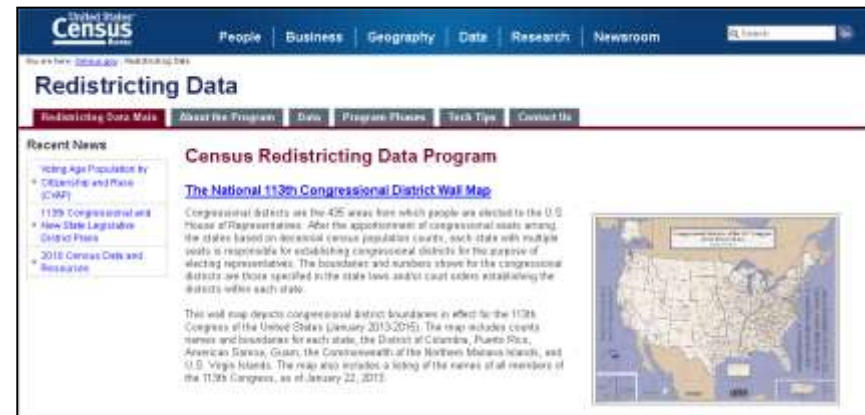 United States
Census
Bureau
People
Business
Geography
Data
Research
Newsroom
Search
You are here: Census.gov › Redistricting Data
Redistricting Data
Redistricting Data Main
About the Program
Data
Program Phases
Tech Tips
Contact Us
Recent News
Voting Age Population by
Citizenship and Race
(CVAP)
113th Congressional and
New State Legislative
District Plans
2010 Census Data and
Resources
Census Redistricting Data Program
The National 113th Congressional District Wall Map
Congressional districts are the 435 areas from which people are elected to the U.S.
House of Representatives. After the apportionment of congressional seats among
the states based on decennial census population counts, each state with multiple
seats is responsible for establishing congressional districts for the purpose of
electing representatives. The boundaries and numbers shown for the congressional
districts are those specified in the state laws and/or court orders establishing the
districts within each state.
This wall map depicts congressional district boundaries in effect for the 113th
Congress of the United States (January 2013-2015). The map includes county
names and boundaries for each state, the District of Columbia, Puerto Rico,
American Samoa, Guam, the Commonwealth of the Northern Mariana Islands, and
U.S. Virgin Islands. The map also includes a listing of the names of all members of
the 113th Congress, as of January 22, 2013.